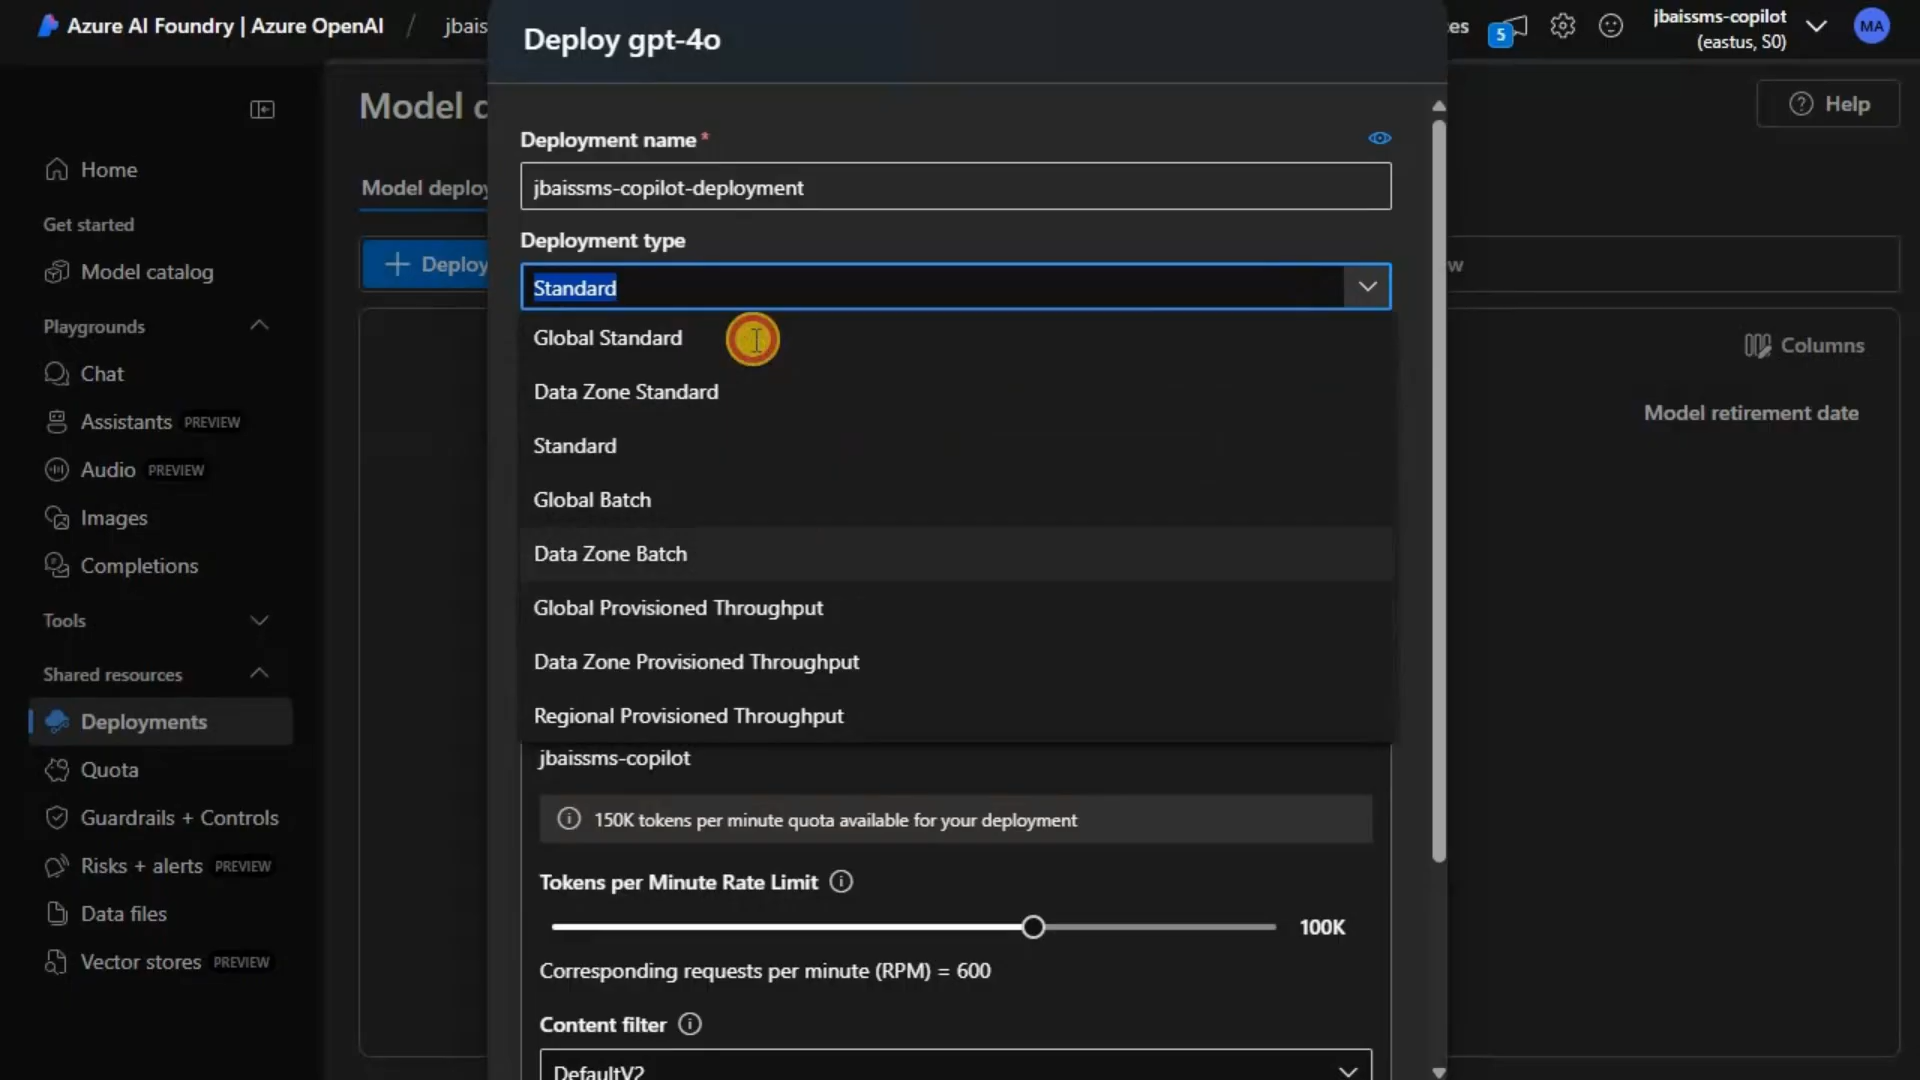 Azure AI Foundry | Azure OpenAI / jbais
5
jbaissms-copilot
(eastus, S0)
MA
Home
Get started
Model catalog
Playgrounds
Chat
Assistants PREVIEW
Audio PREVIEW
Images
Completions
Tools
Shared resources
Deployments
Quota
Guardrails + Controls
Risks + alerts PREVIEW
Data files
Vector stores PREVIEW
Model d
Help
Model deploy
+ Deploy
Columns
Model retirement date
Deploy gpt-4o
Deployment name *
jbaissms-copilot-deployment
Deployment type
Standard
Global Standard
Data Zone Standard
Standard
Global Batch
Data Zone Batch
Global Provisioned Throughput
Data Zone Provisioned Throughput
Regional Provisioned Throughput
jbaissms-copilot
150K tokens per minute quota available for your deployment
Tokens per Minute Rate Limit
100K
Corresponding requests per minute (RPM) = 600
Content filter
DefaultV2